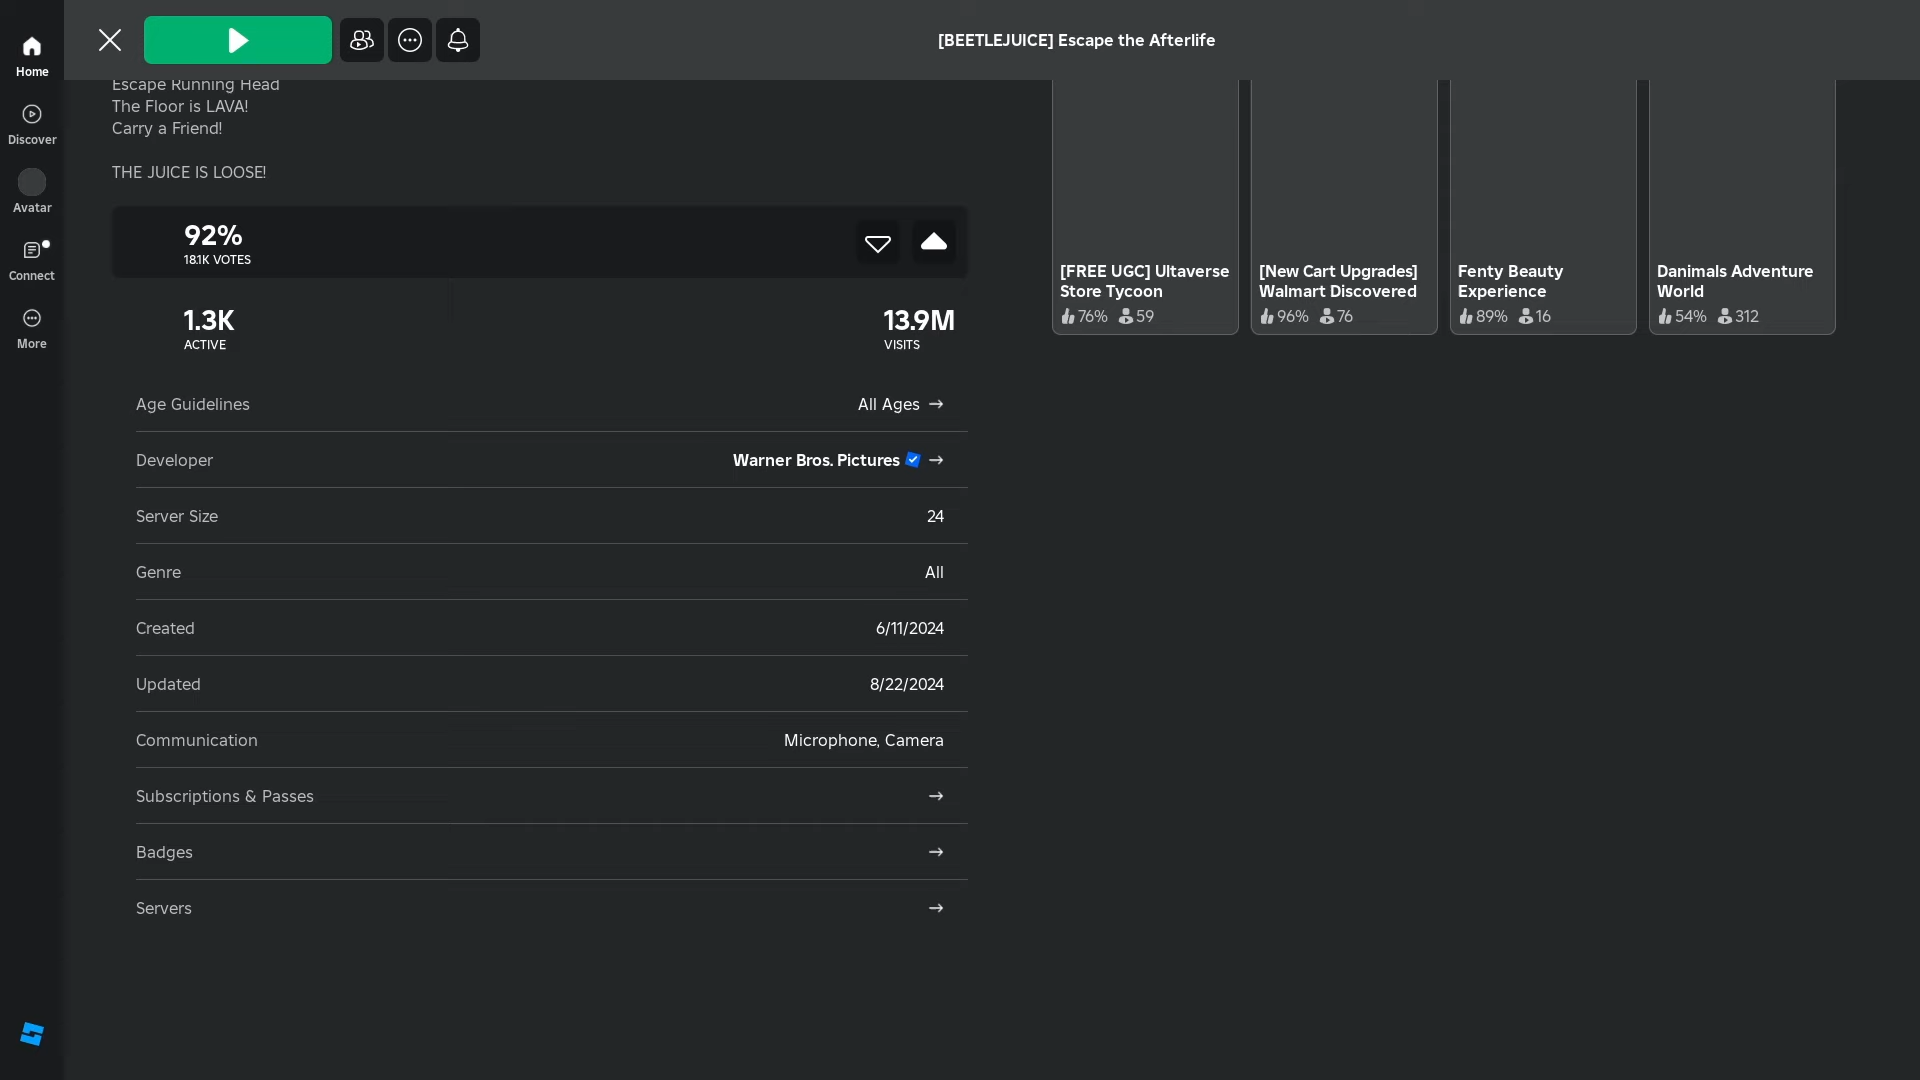 [BEETLEJUICE] Escape the Afterlife
Home
Discover
Avatar
Connect
More
Escape Running Head
The Floor is LAVA!
Carry a Friend!
THE JUICE IS LOOSE!
92%
18.1K VOTES
1.3K
ACTIVE
13.9M
VISITS
Age Guidelines
All Ages
Developer
Warner Bros. Pictures
Server Size
24
Genre
All
Created
6/11/2024
Updated
8/22/2024
Communication
Microphone, Camera
Subscriptions & Passes
Badges
Servers
[FREE UGC] Ultaverse
Store Tycoon
76% 59
[New Cart Upgrades]
Walmart Discovered
96% 76
Fenty Beauty
Experience
89% 16
Danimals Adventure
World
54% 312